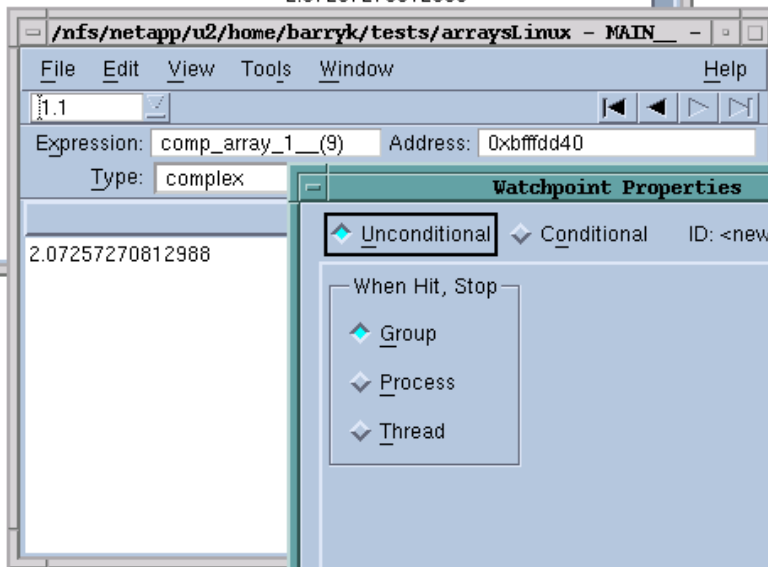 /nfs/netapp/u2/home/barryk/tests/arraysLinux - MAIN__
File Edit View Tools Window Help
1.1
Expression: comp_array_1__(9) Address: 0xbfffdd40
Type: complex
Watchpoint Properties
Unconditional Conditional ID: <new
2.07257270812988
When Hit, Stop
Group
Process
Thread